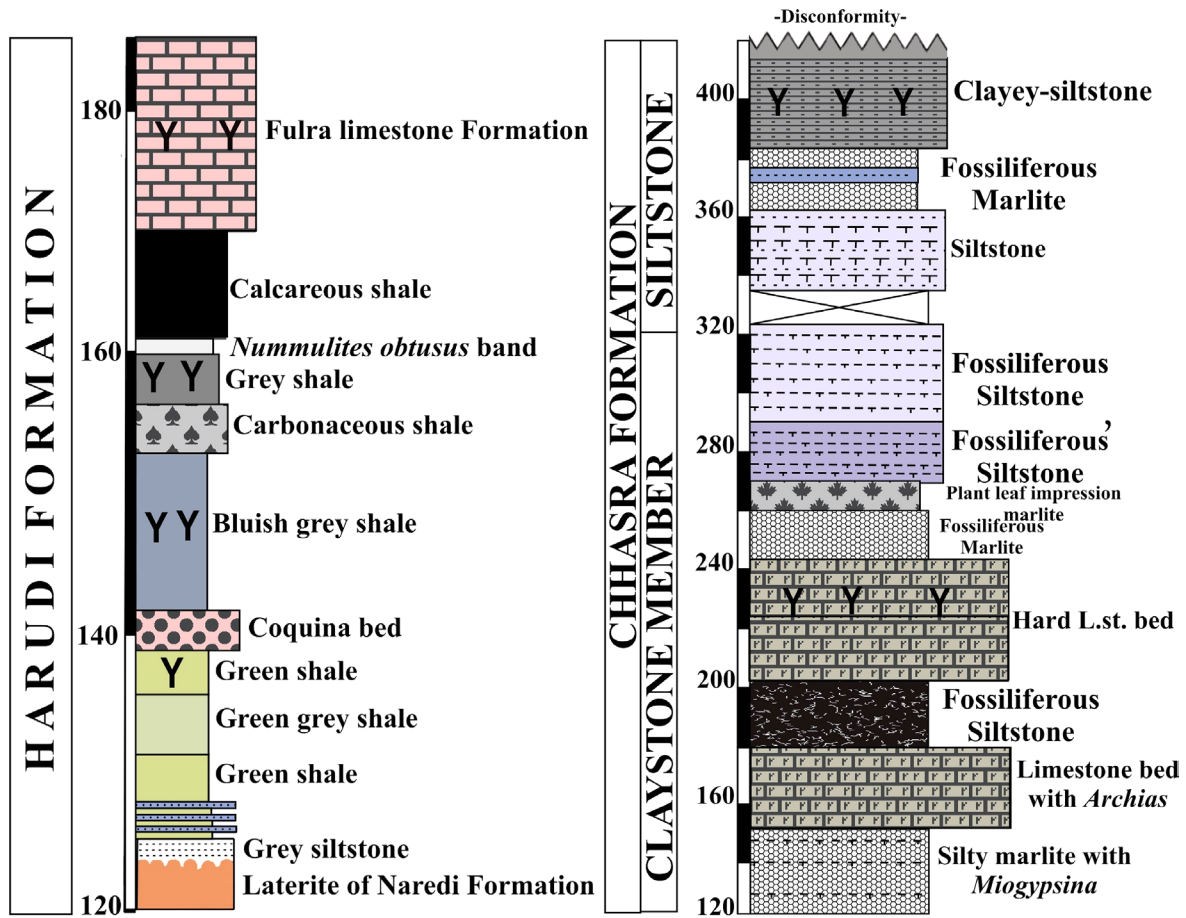 HARUDI FORMATION
180
Fulra limestone Formation
Calcareous shale
160
Nummulites obtusus band
Grey shale
Carbonaceous shale
Bluish grey shale
Coquina bed
140
Green shale
Green grey shale
Green shale
Grey siltstone
Laterite of Naredi Formation
120
CHHASRA FORMATION
SILTSTONE
CLAYSTONE MEMBER
-Disconformity-
400
Clayey-siltstone
Fossiliferous
Marlite
360
Siltstone
320
Fossiliferous
Siltstone
280
Fossiliferous’
Siltstone
Plant leaf impression
marlite
Fossiliferous
Marlite
240
Hard L.st. bed
200
Fossiliferous
Siltstone
Limestone bed
with Archias
160
Silty marlite with
Miogypsina
120
Y Y
Y Y
Y Y
Y
Y Y Y
Y Y Y